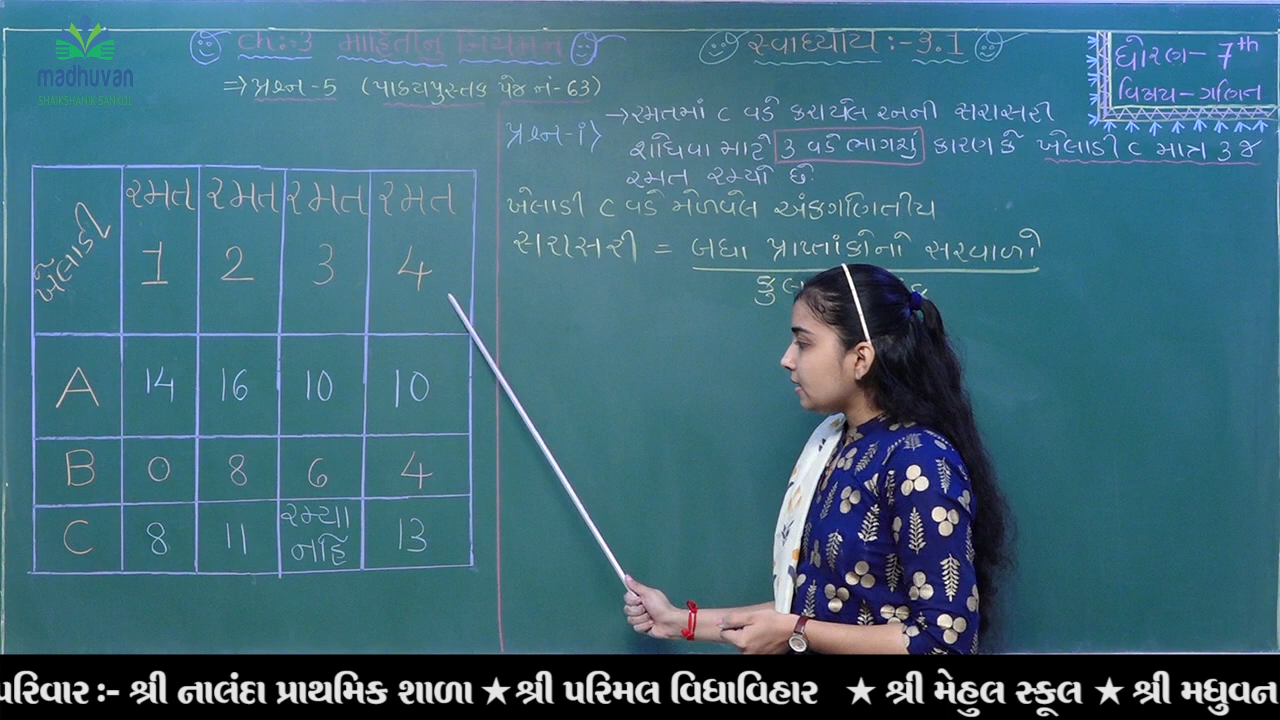 madhuvan
SHAIKSHANIK SANKUL
Ch:-3 માહિતીનું નિયમન
સ્વાધ્યાય :- 3.1
ધોરણ - 7th
વિષય - ગણિત
⇒ પ્રશ્ન -5 (પાઠ્યપુસ્તક પેજ નં -63)
પ્રશ્ન -i) → રમતમાં C વડે કરાયેલ રનની સરાસરી
શોધવા માટે 3 વડે ભાગશું કારણ કે ખેલાડી C માત્ર 3 જ
રમત રમ્યો છે
ખેલાડી C વડે મેળવેલ અંકગણિતીય
સરાસરી = બધા પ્રાપ્તાંકોનો સરવાળો
કુલ
ખેલાડી રમત 1 રમત 2 રમત 3 રમત 4
A 14 16 10 10
B 0 8 6 4
C 8 11 રમ્યા નહિ 13
પરિવાર :- શ્રી નાલંદા પ્રાથમિક શાળા ★ શ્રી પરિમલ વિદ્યાવિહાર ★ શ્રી મેહુલ સ્કૂલ ★ શ્રી મધુવન